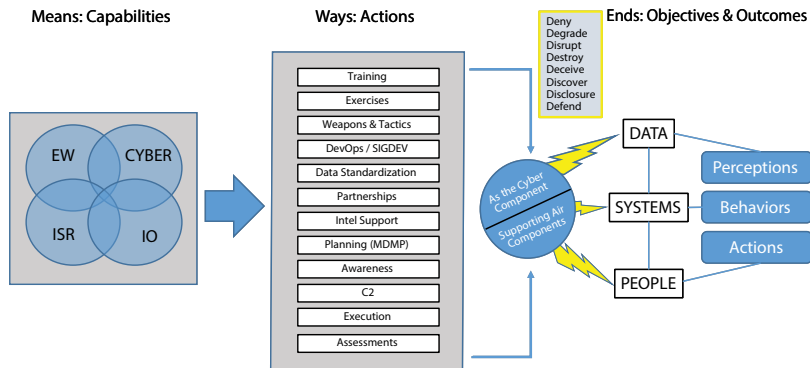 Means: Capabilities
EW
CYBER
ISR
IO
Ways: Actions
Training
Exercises
Weapons & Tactics
DevOps / SIGDEV
Data Standardization
Partnerships
Intel Support
Planning (MDMP)
Awareness
C2
Execution
Assessments
Ends: Objectives & Outcomes
Deny
Degrade
Disrupt
Destroy
Deceive
Discover
Disclosure
Defend
As the Cyber
Component
Supporting Air
Components
DATA
SYSTEMS
PEOPLE
Perceptions
Behaviors
Actions